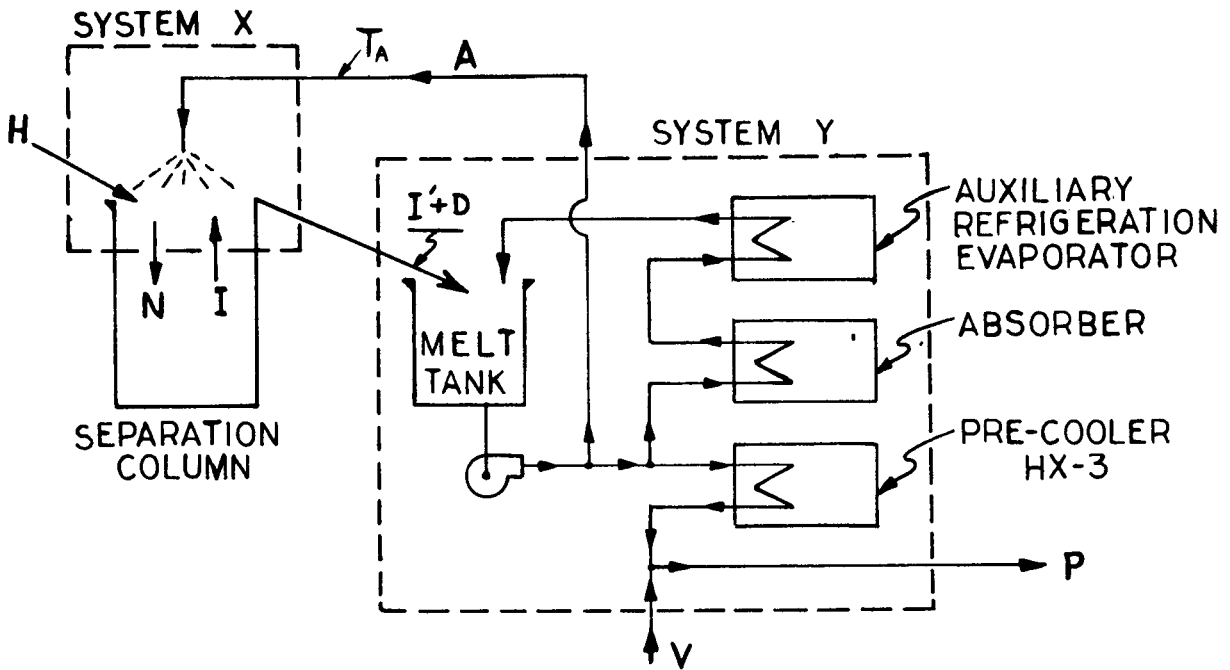 SYSTEM X
T_A
A
H
SYSTEM Y
I'+D
AUXILIARY
REFRIGERATION
EVAPORATOR
N
I
MELT
TANK
ABSORBER
SEPARATION
COLUMN
PRE-COOLER
HX-3
P
V